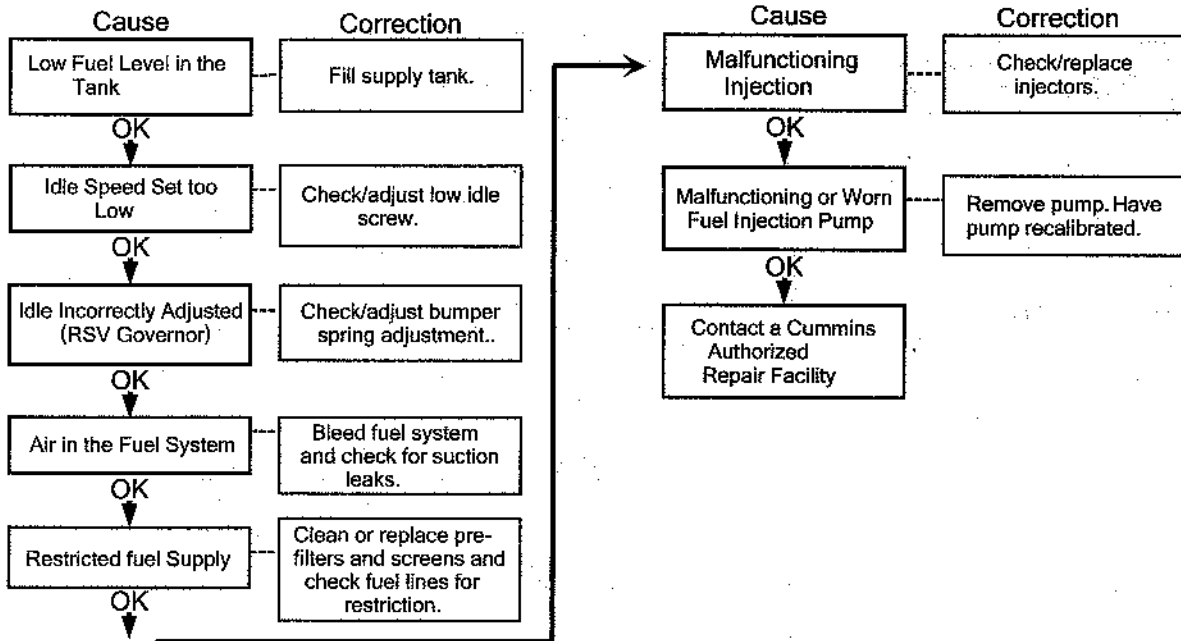 Cause
Correction
Low Fuel Level in the
Tank
Fill supply tank.
OK
Idle Speed Set too
Low
Check/adjust low idle
screw.
OK
Idle Incorrectly Adjusted
(RSV Governor)
Check/adjust bumper
spring adjustment..
OK
Air in the Fuel System
Bleed fuel system
and check for suction
leaks.
OK
Restricted fuel Supply
Clean or replace pre-
filters and screens and
check fuel lines for
restriction.
OK
Cause
Correction
Malfunctioning
Injection
Check/replace
injectors.
OK
Malfunctioning or Worn
Fuel Injection Pump
Remove pump. Have
pump recalibrated.
OK
Contact a Cummins
Authorized
Repair Facility